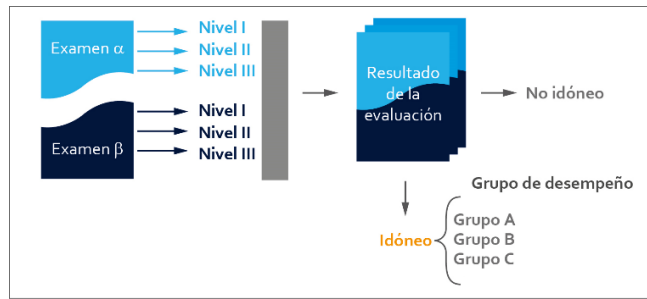 Examen α
Nivel I
Nivel II
Nivel III
Examen β
Nivel I
Nivel II
Nivel III
Resultado
de la
evaluación
No idóneo
Grupo de desempeño
Idóneo
Grupo A
Grupo B
Grupo C